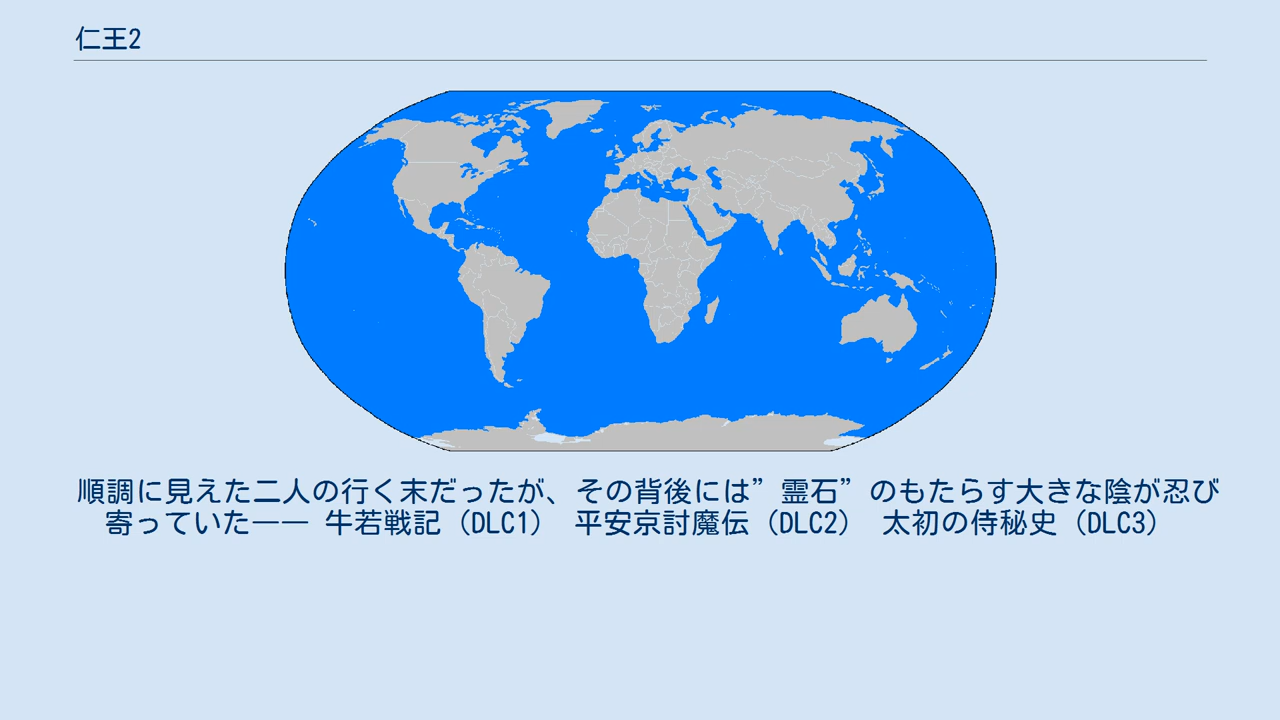 仁王2
順調に見えた二人の行く末だったが、その背後には”霊石”のもたらす大きな陰が忍び
寄っていた―― 牛若戦記（DLC1） 平安京討魔伝（DLC2） 太初の侍秘史（DLC3）